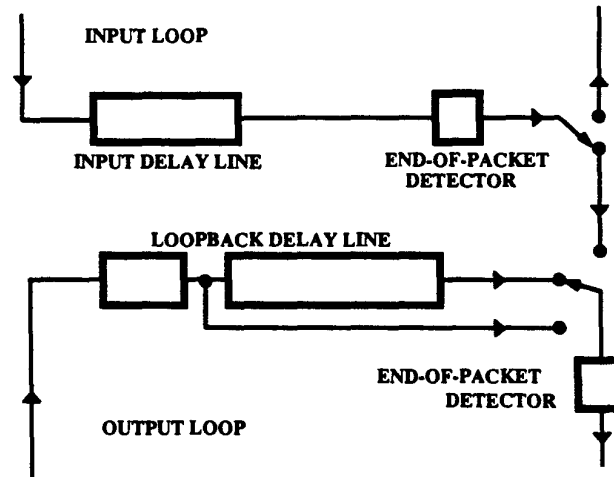 INPUT LOOP
INPUT DELAY LINE
END-OF-PACKET
DETECTOR
LOOPBACK DELAY LINE
END-OF-PACKET
DETECTOR
OUTPUT LOOP